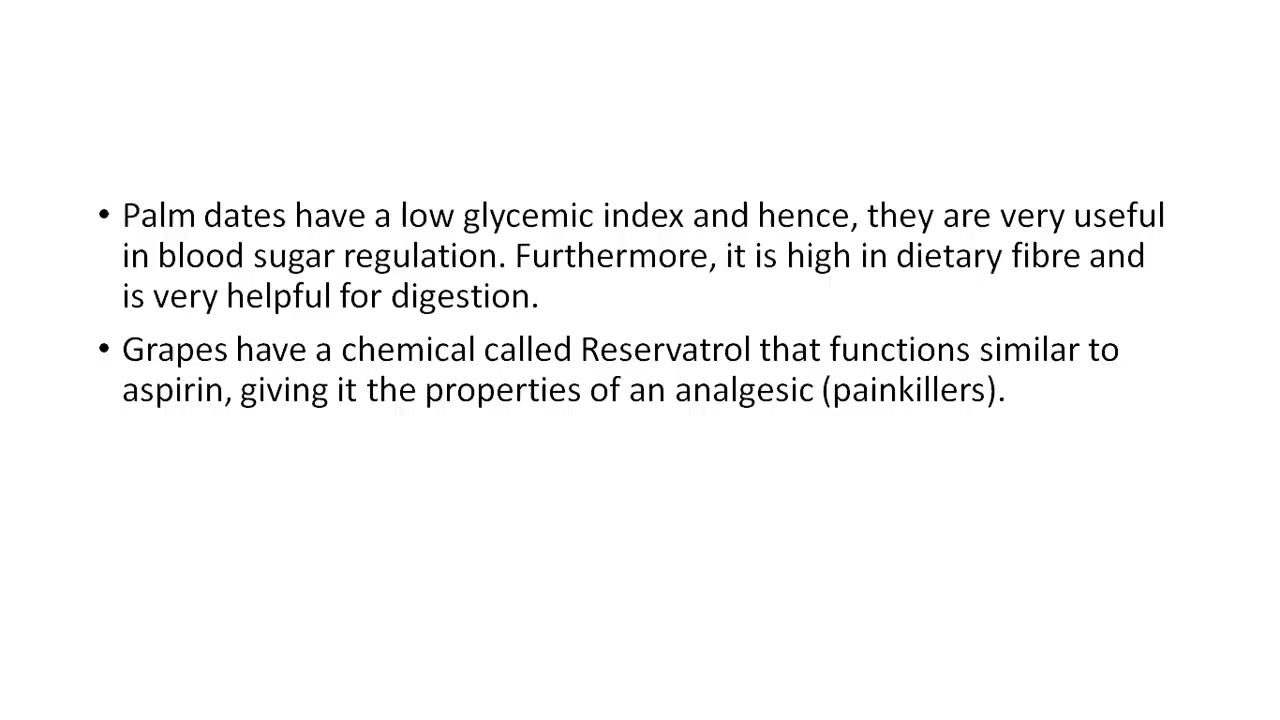 • Palm dates have a low glycemic index and hence, they are very useful
in blood sugar regulation. Furthermore, it is high in dietary fibre and
is very helpful for digestion.
• Grapes have a chemical called Reservatrol that functions similar to
aspirin, giving it the properties of an analgesic (painkillers).